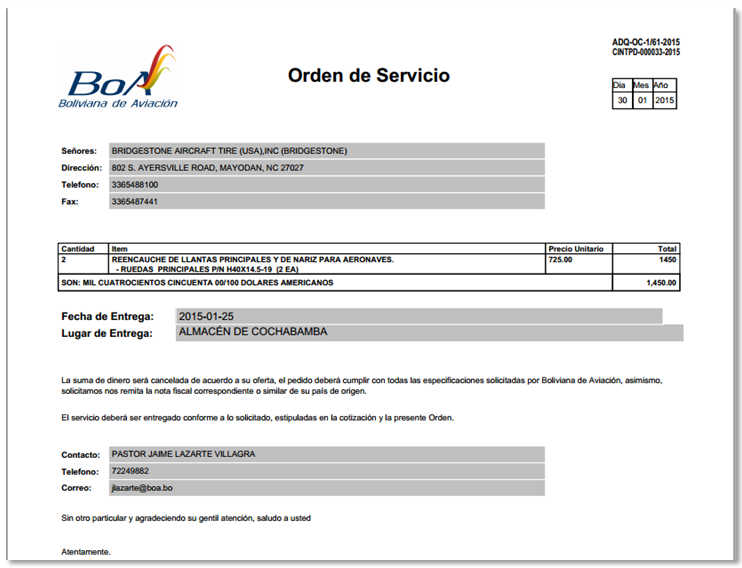 ADQ-OC-1/61-2015
CINTPD-000033-2015
BoA
Boliviana de Aviación
Orden de Servicio
Dia Mes Año
30 01 2015
Señores: BRIDGESTONE AIRCRAFT TIRE (USA),INC (BRIDGESTONE)
Dirección: 802 S. AYERSVILLE ROAD, MAYODAN, NC 27027
Telefono: 3365488100
Fax: 3365487441
Cantidad Item Precio Unitario Total
2 REENCAUCHE DE LLANTAS PRINCIPALES Y DE NARIZ PARA AERONAVES. 725.00 1450
- RUEDAS PRINCIPALES P/N H40X14.5-19 (2 EA)
SON: MIL CUATROCIENTOS CINCUENTA 00/100 DOLARES AMERICANOS 1,450.00
Fecha de Entrega: 2015-01-25
Lugar de Entrega: ALMACÉN DE COCHABAMBA
La suma de dinero será cancelada de acuerdo a su oferta, el pedido deberá cumplir con todas las especificaciones solicitadas por Boliviana de Aviación, asimismo,
solicitamos nos remita la nota fiscal correspondiente o similar de su país de origen.
El servicio deberá ser entregado conforme a lo solicitado, estipuladas en la cotización y la presente Orden.
Contacto: PASTOR JAIME LAZARTE VILLAGRA
Telefono: 72249882
Correo: jlazarte@boa.bo
Sin otro particular y agradeciendo su gentil atención, saludo a usted
Atentamente.